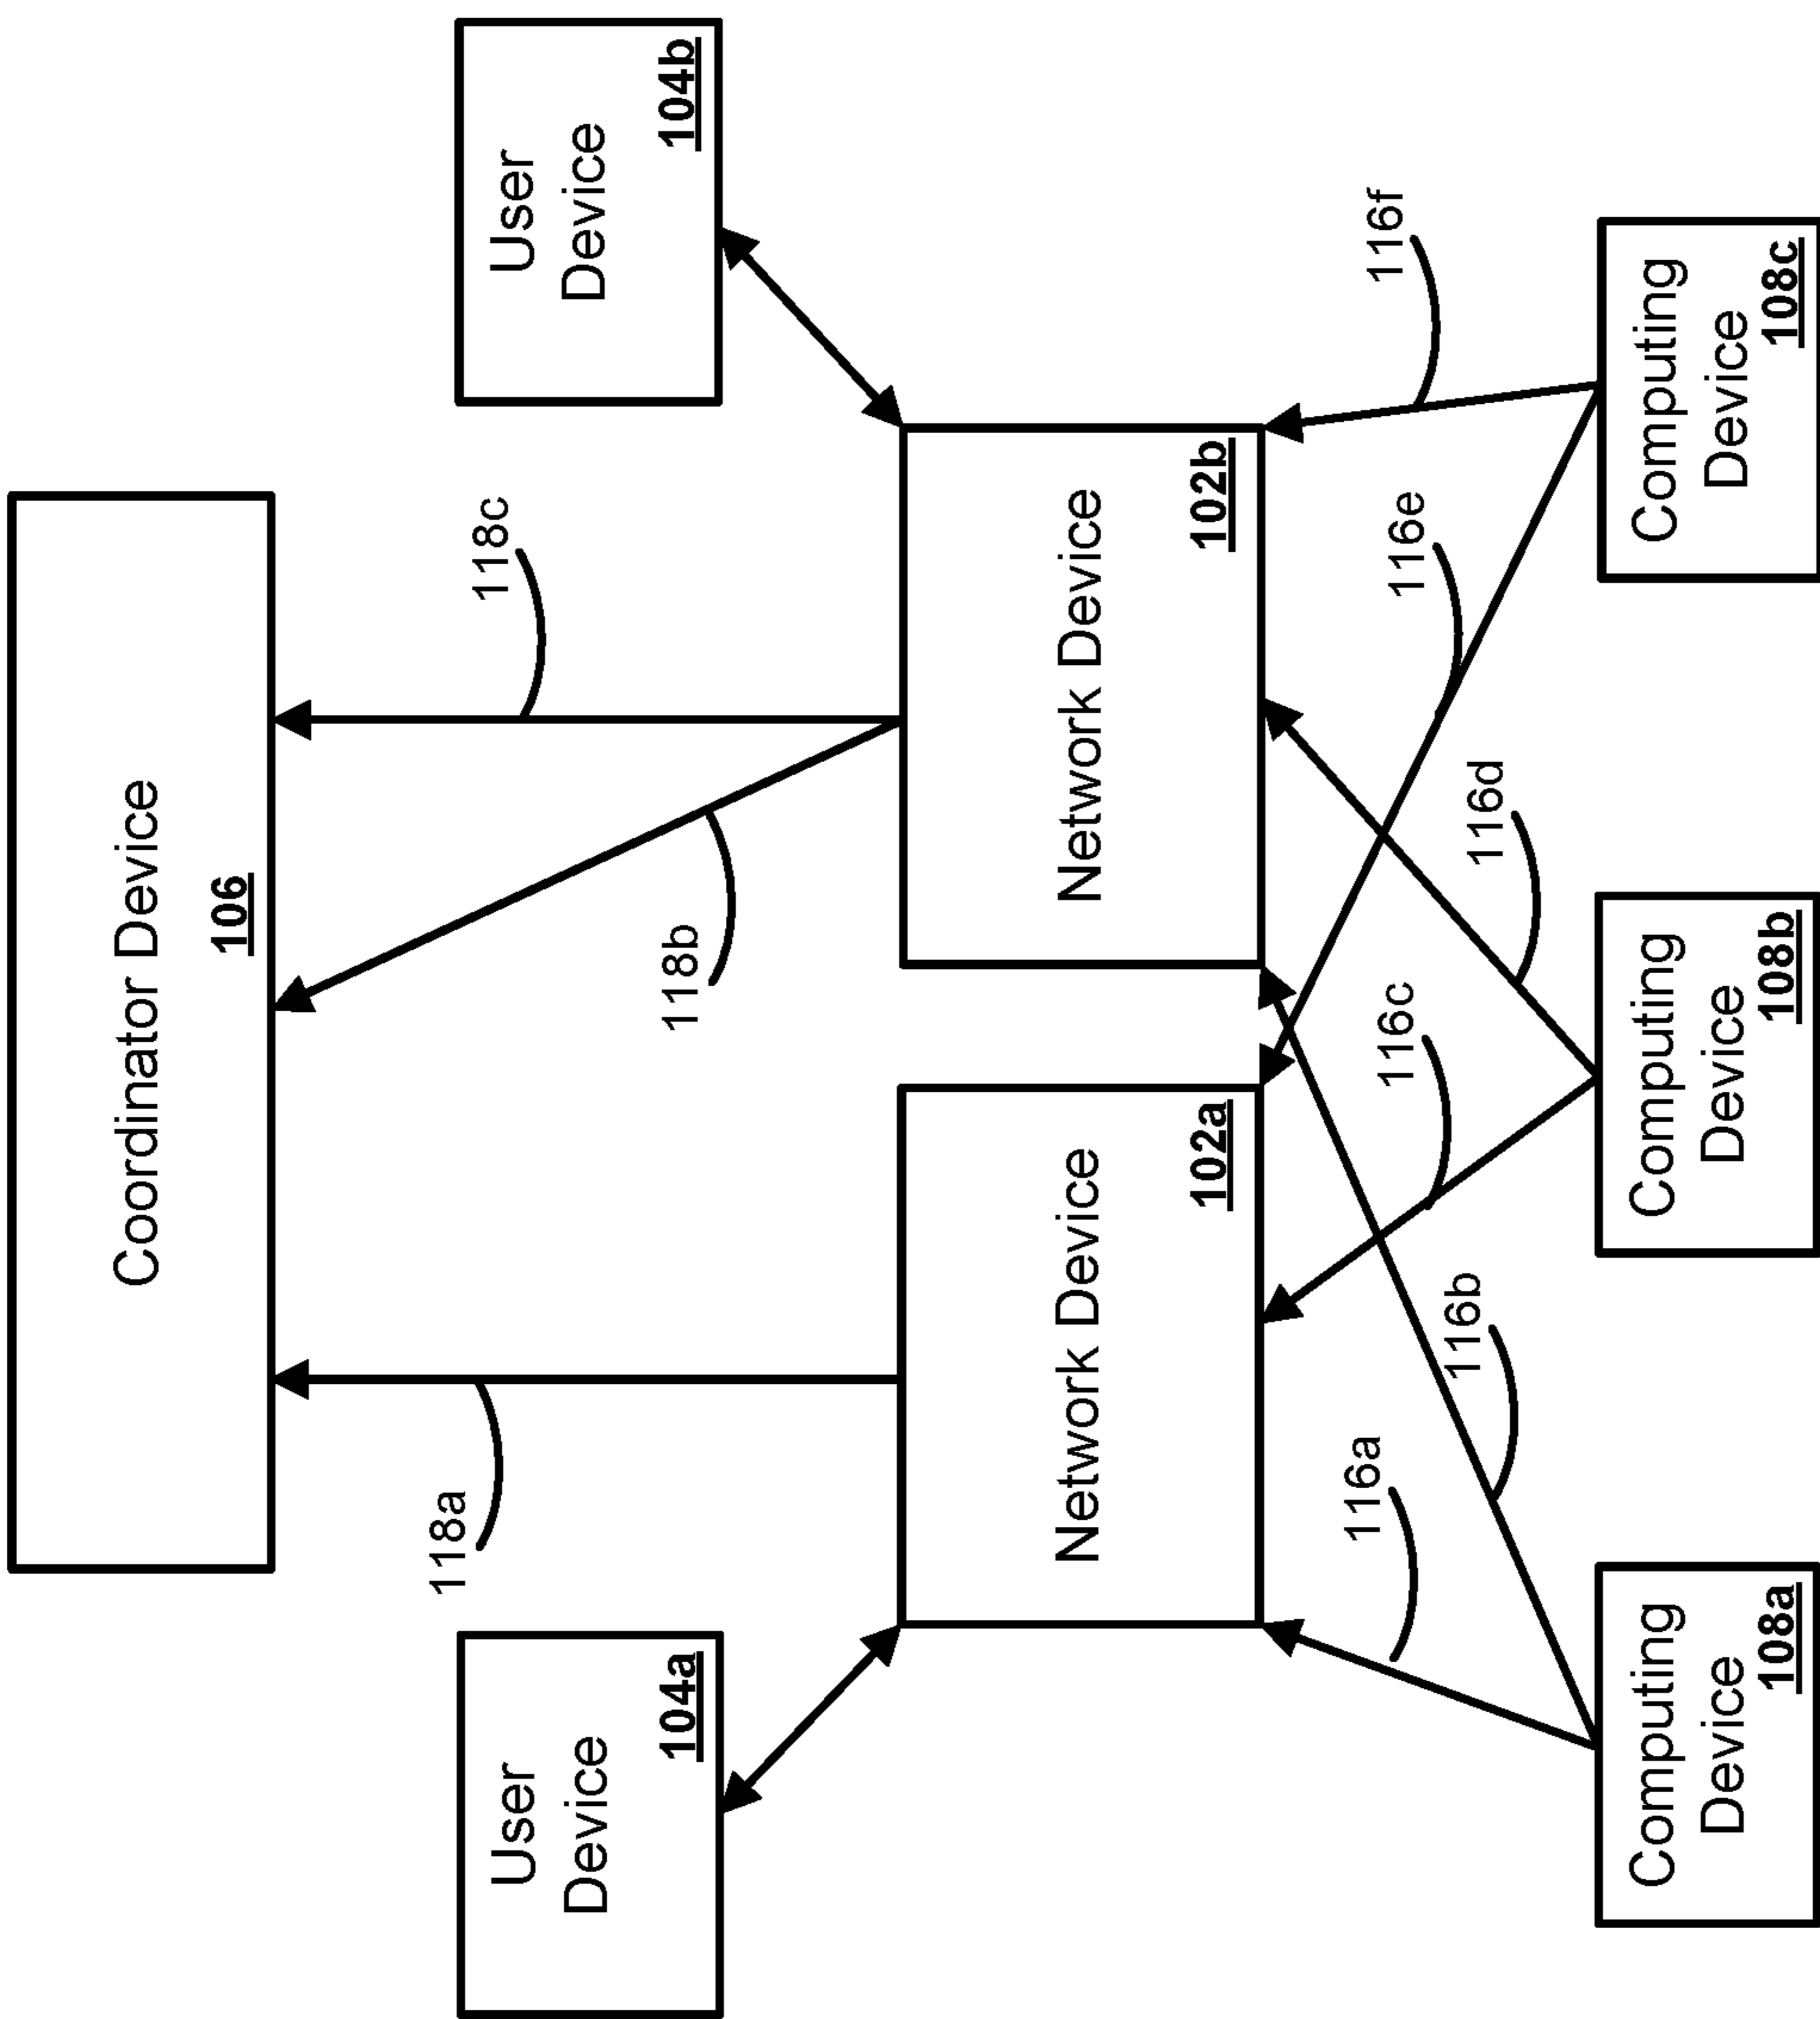 Coordinator Device
106
User
Device
104a
118a
118b
118c
User
Device
104b
Network Device
102a
Network Device
102b
116a
116b
116c
116d
116e
116f
Computing
Device
108a
Computing
Device
108b
Computing
Device
108c